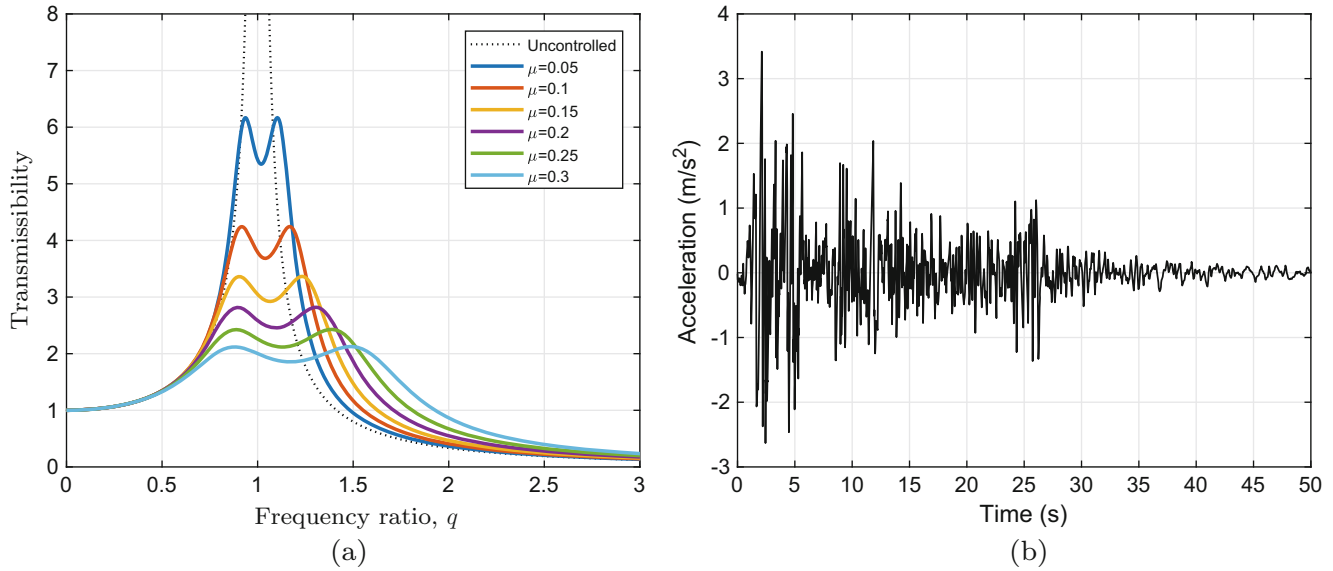 8
7
6
5
4
3
2
1
0
Transmissibility
0 0.5 1 1.5 2 2.5 3
Frequency ratio, q
Uncontrolled
μ=0.05
μ=0.1
μ=0.15
μ=0.2
μ=0.25
μ=0.3
(a)
4
3
2
1
0
-1
-2
-3
Acceleration (m/s²)
0 5 10 15 20 25 30 35 40 45 50
Time (s)
(b)